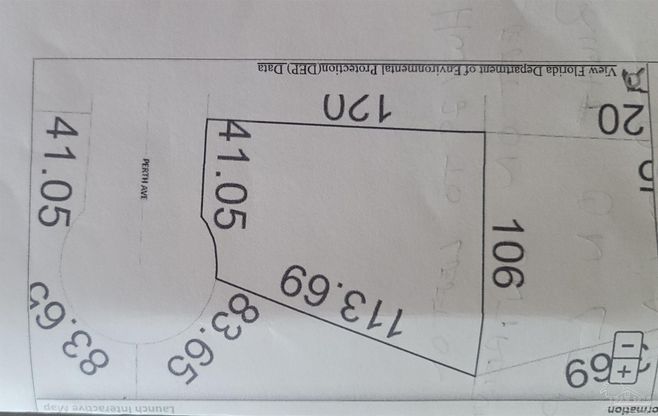 View Florida Department of Environmental Protection(DEP) Data
20
120
41.05
41.05
PERTH AVE
106
113.69
83.65
83.65
69
+
−
ormation
Launch Interactive Map